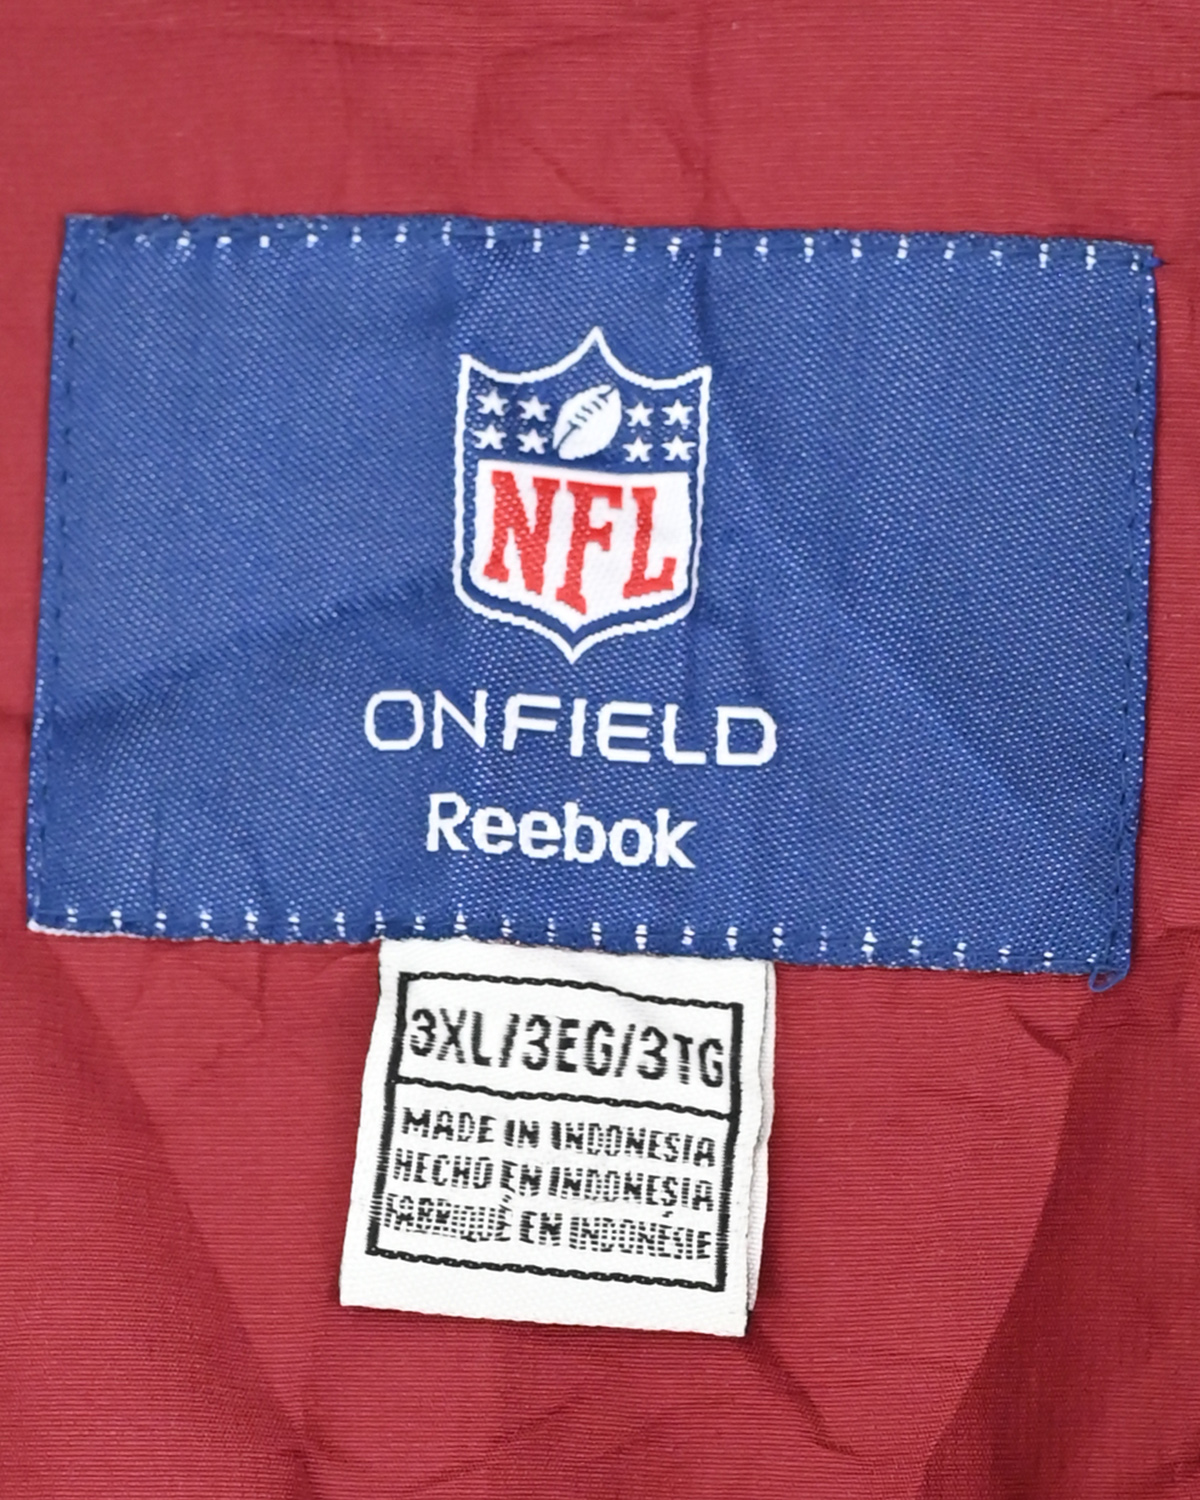 NFL
ONFIELD
Reebok
3XL/3EG/3TG
MADE IN INDONESIA
HECHO EN INDONESIA
FABRIQUÉ EN INDONÉSIE